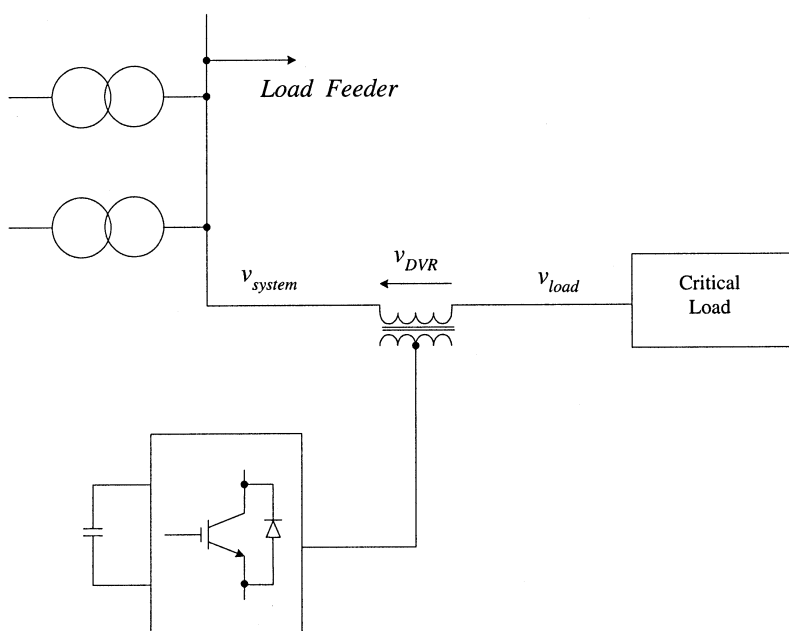 Load Feeder
v_DVR
v_system
v_load
Critical
Load